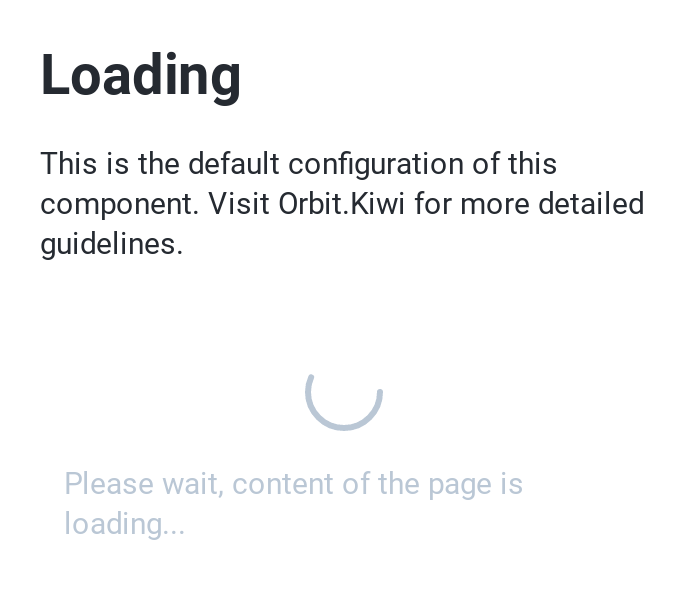 Loading
This is the default configuration of this
component. Visit Orbit.Kiwi for more detailed
guidelines.
Please wait, content of the page is
loading...